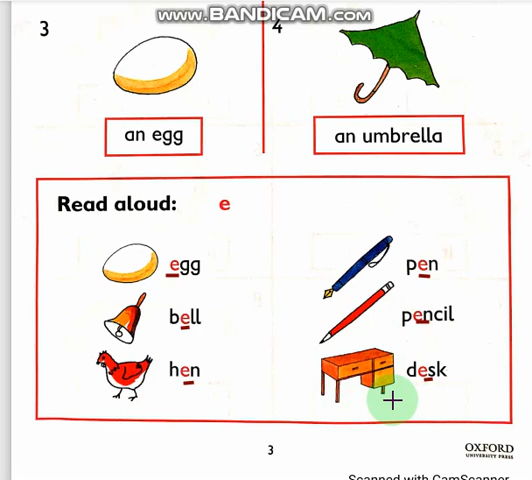 WWW.BANDICAM.COM
3
4
an egg
an umbrella
Read aloud: e
egg
pen
bell
pencil
hen
desk
3
OXFORD
UNIVERSITY PRESS
Scanned with CamScanner